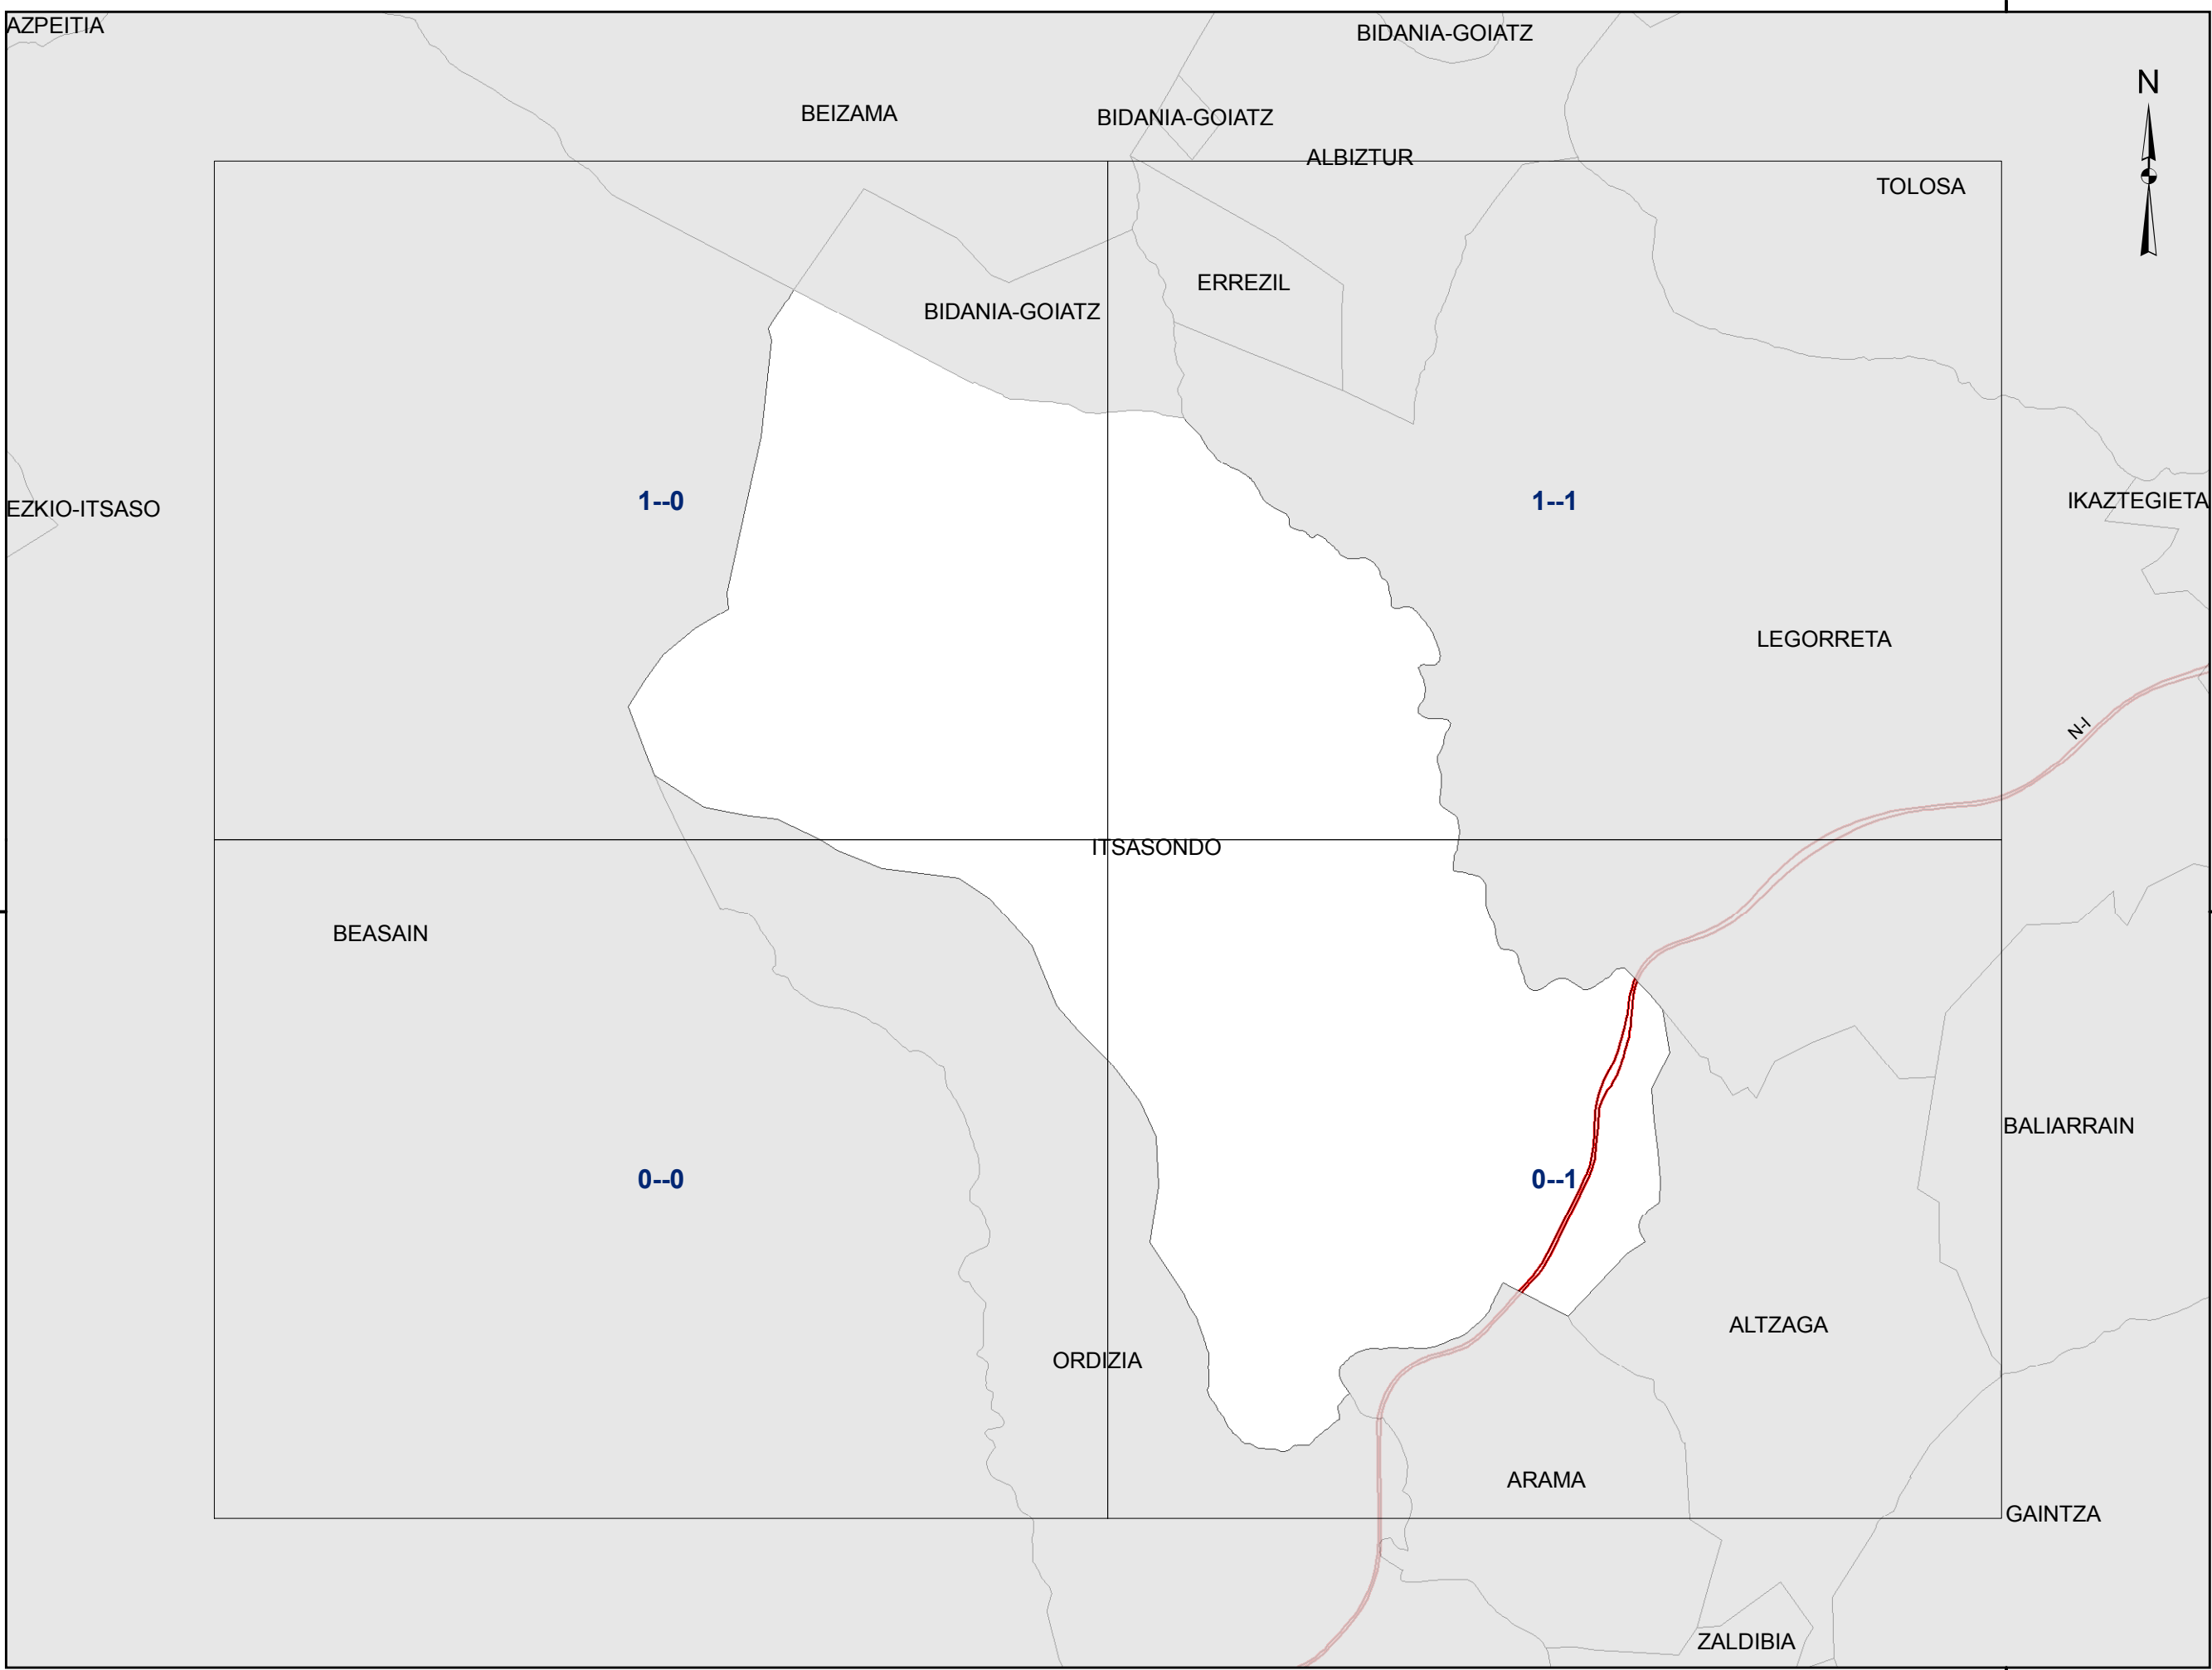 AZPEITIA
BIDANIA-GOIATZ
N
BEIZAMA
BIDANIA-GOIATZ
ALBIZTUR
TOLOSA
ERREZIL
BIDANIA-GOIATZ
1--0
1--1
IKAZTEGIETA
EZKIO-ITSASO
LEGORRETA
N-I
ITSASONDO
BEASAIN
BALIARRAIN
0--0
0--1
ALTZAGA
ORDIZIA
ARAMA
GAINTZA
ZALDIBIA